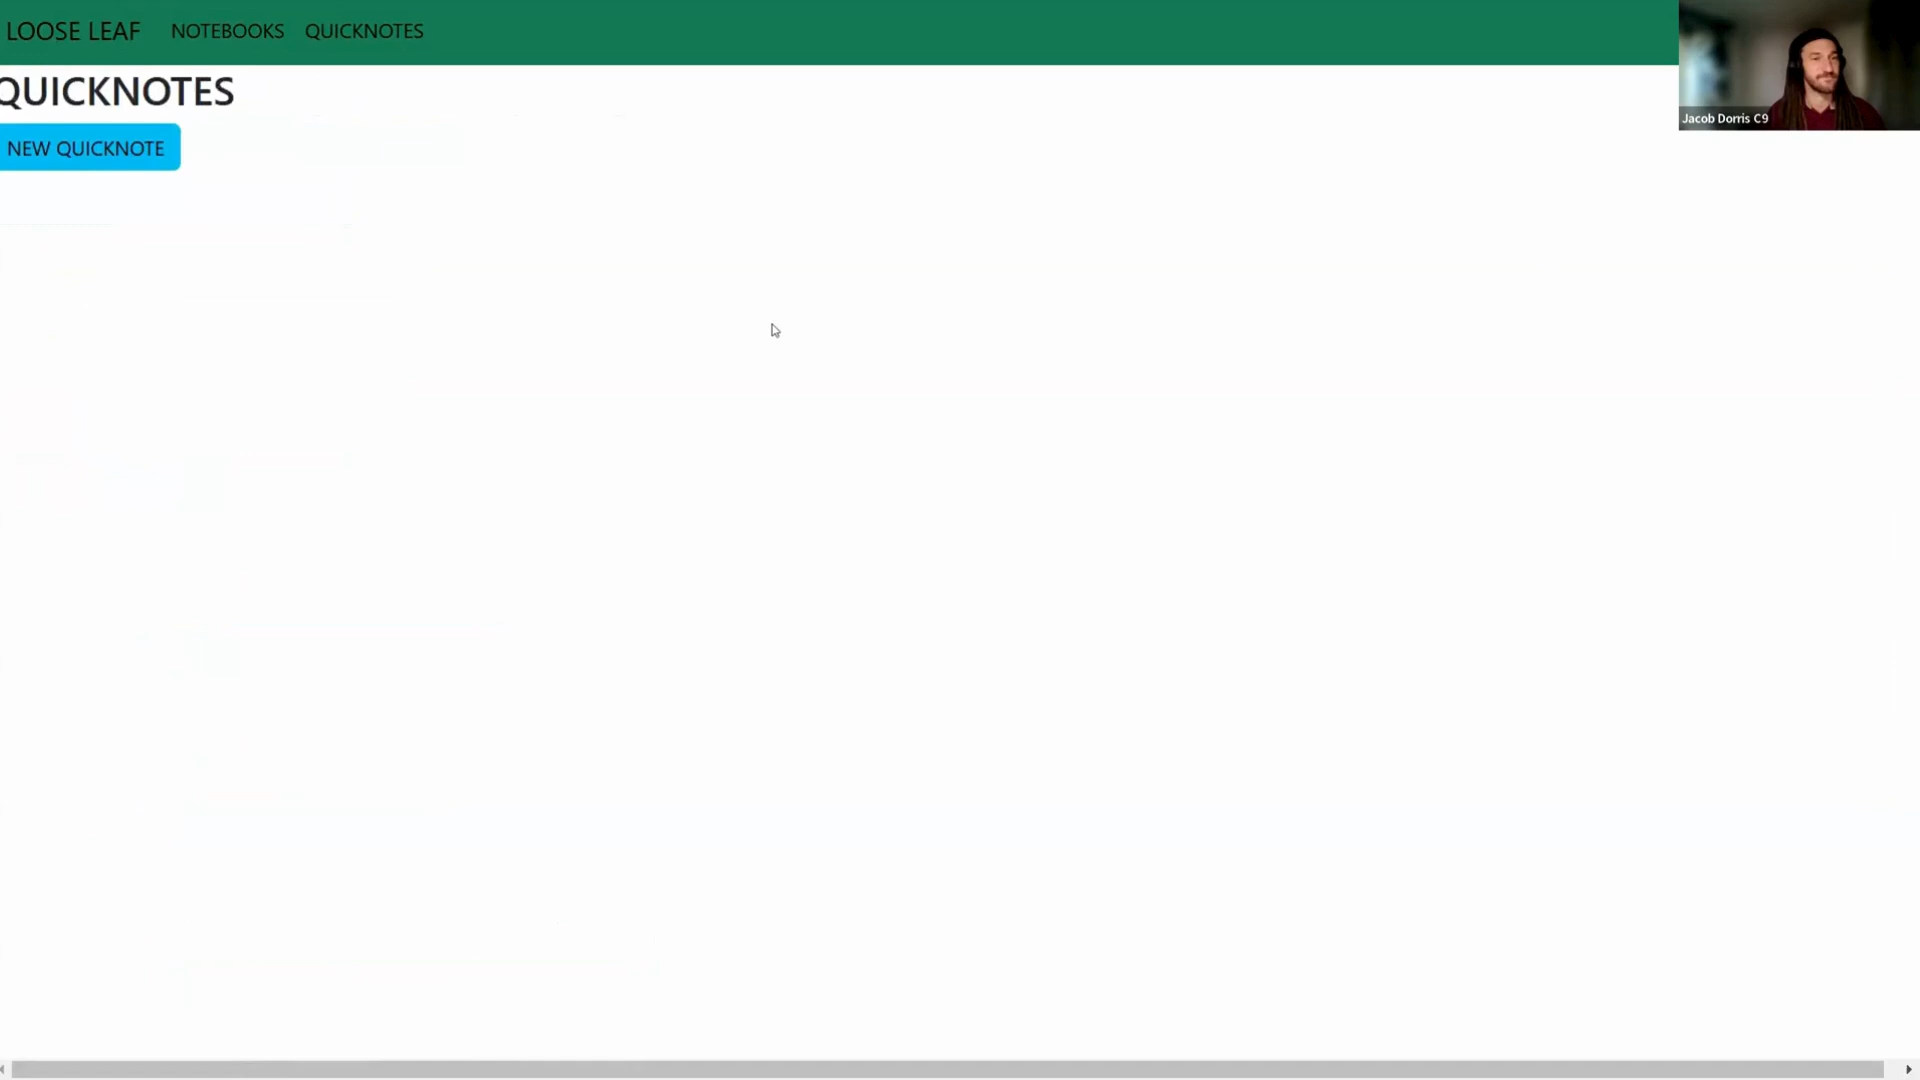 LOOSE LEAF NOTEBOOKS QUICKNOTES
QUICKNOTES
NEW QUICKNOTE
Jacob Dorris C9